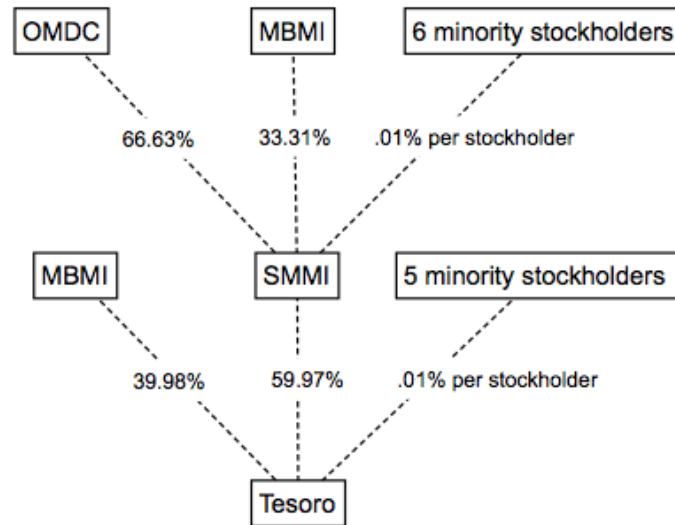 OMDC
MBMI
6 minority stockholders
66.63%
33.31%
.01% per stockholder
MBMI
SMMI
5 minority stockholders
39.98%
59.97%
.01% per stockholder
Tesoro